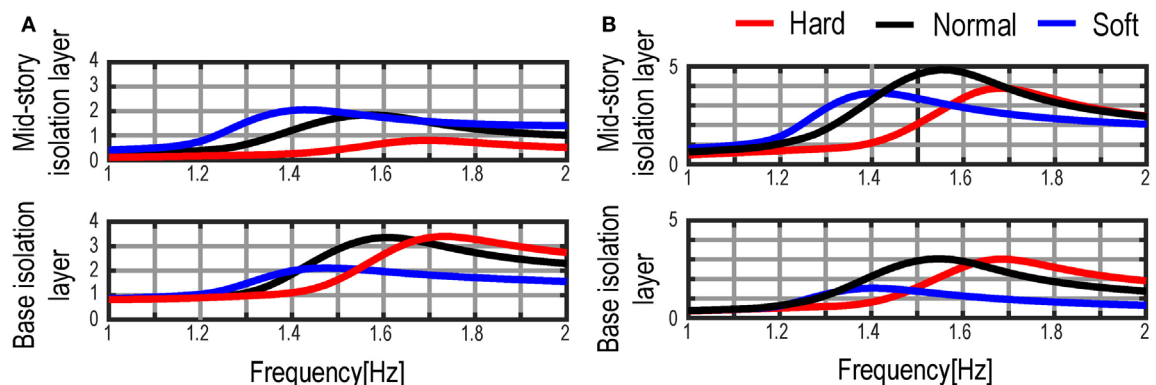 A
B
Hard Normal Soft
Mid-story
isolation layer
4
3
2
1
0
1 1.2 1.4 1.6 1.8 2
Mid-story
isolation layer
5
0
1 1.2 1.4 1.6 1.8 2
Base isolation
layer
4
3
2
1
0
1 1.2 1.4 1.6 1.8 2
Frequency[Hz]
Base isolation
layer
5
0
1 1.2 1.4 1.6 1.8 2
Frequency[Hz]